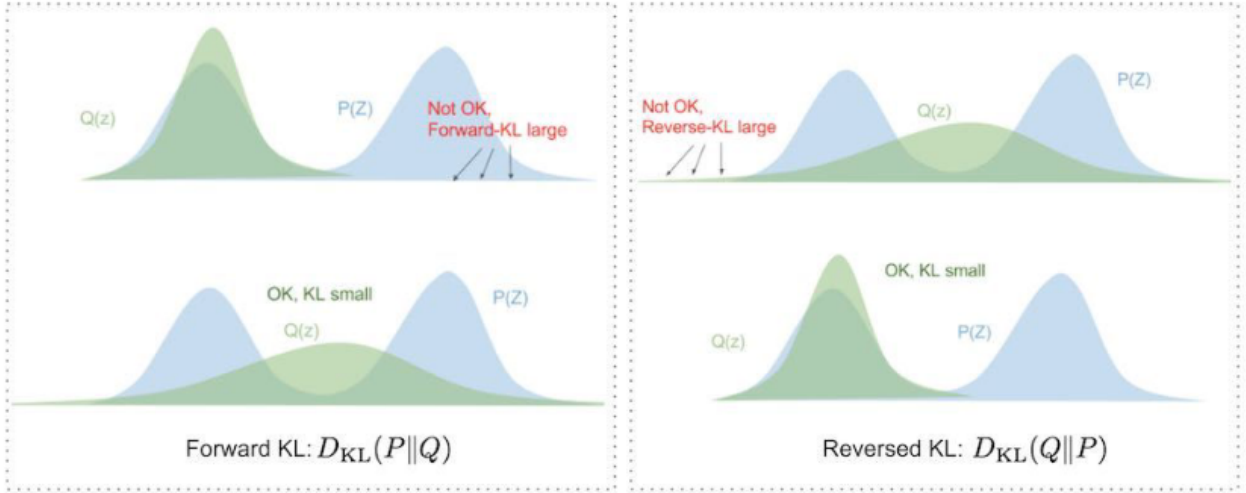 Q(z)
P(Z)
Not OK,
Forward-KL large
OK, KL small
Q(z)
P(Z)
Forward KL: D_KL(P‖Q)
Not OK,
Reverse-KL large
Q(z)
P(Z)
OK, KL small
Q(z)
P(Z)
Reversed KL: D_KL(Q‖P)